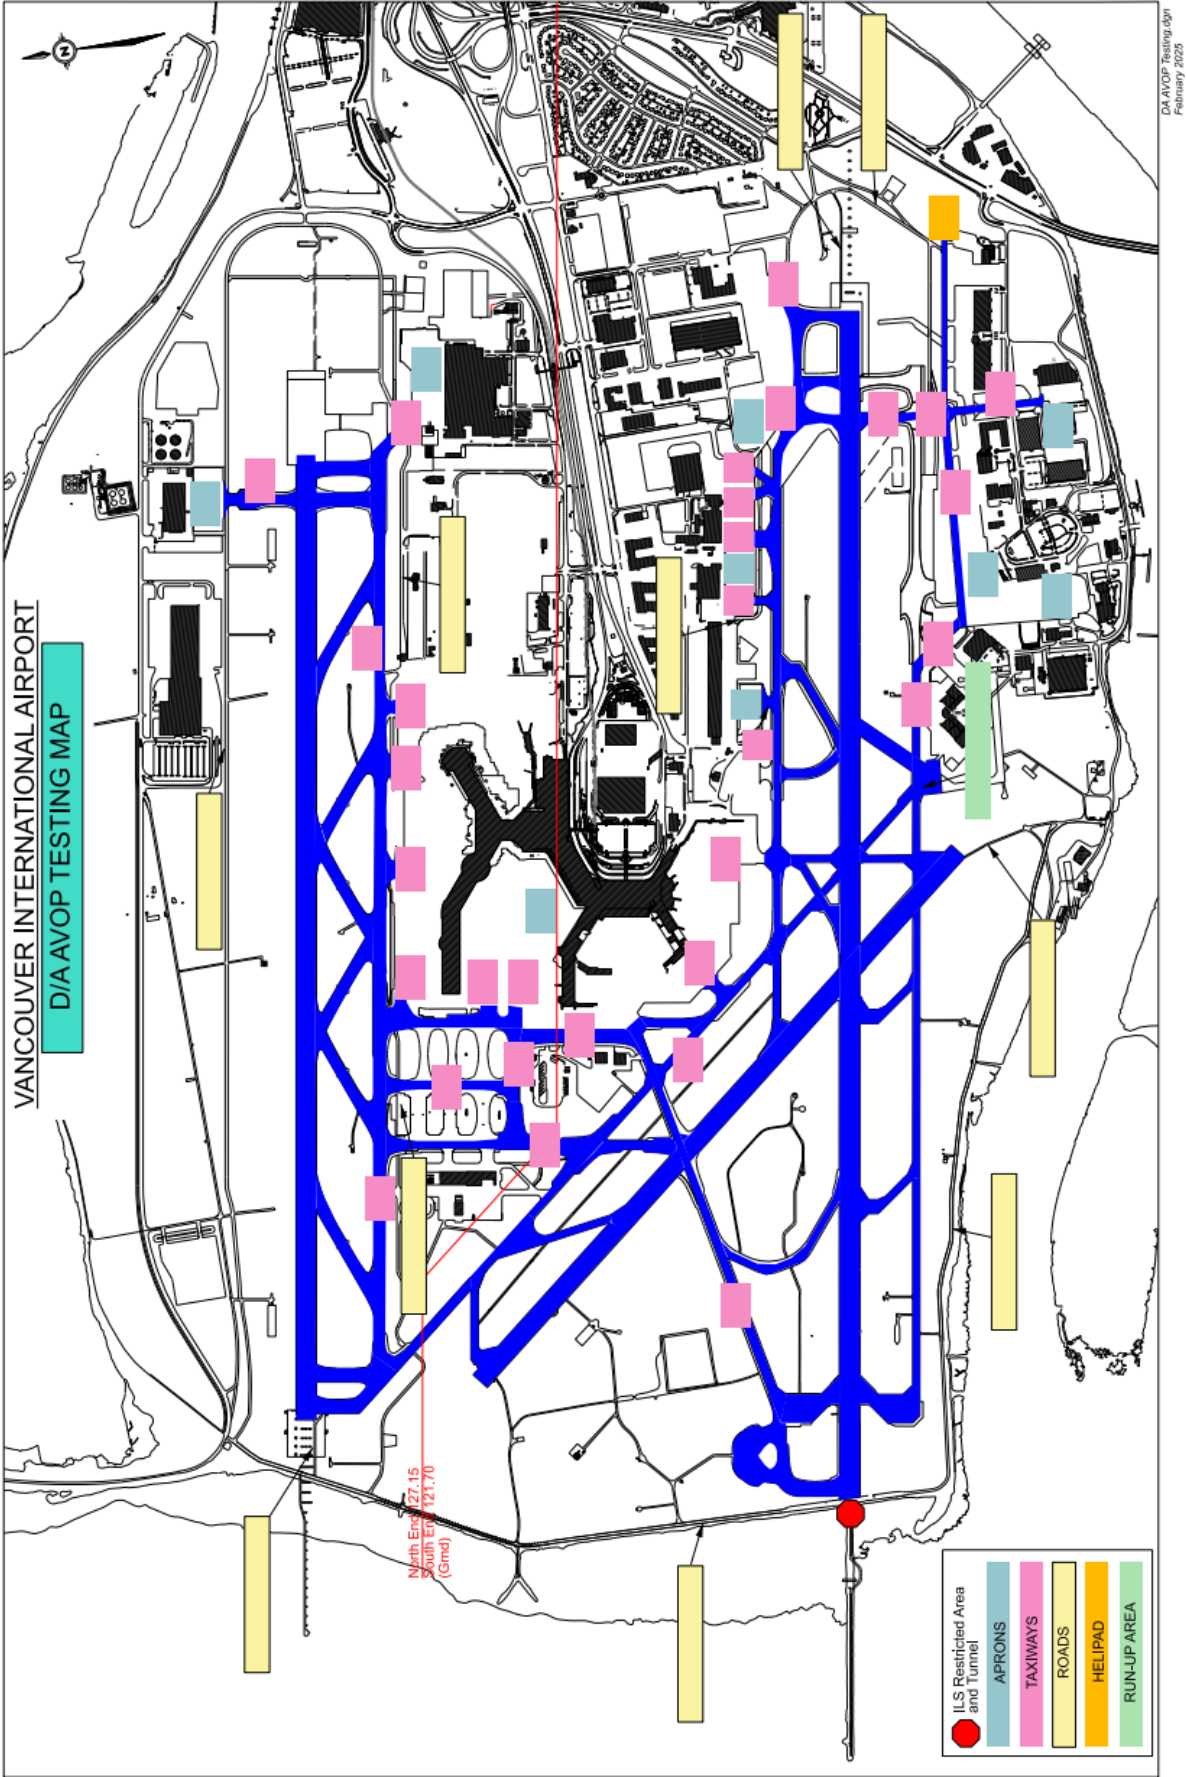 VANCOUVER INTERNATIONAL AIRPORT
D/A AVOP TESTING MAP
N
DA AVOP Testing.dgn
February 2025
North End 127.15
South End 121.70
(Grnd)
ILS Restricted Area
and Tunnel
APRONS
TAXIWAYS
ROADS
HELIPAD
RUN-UP AREA